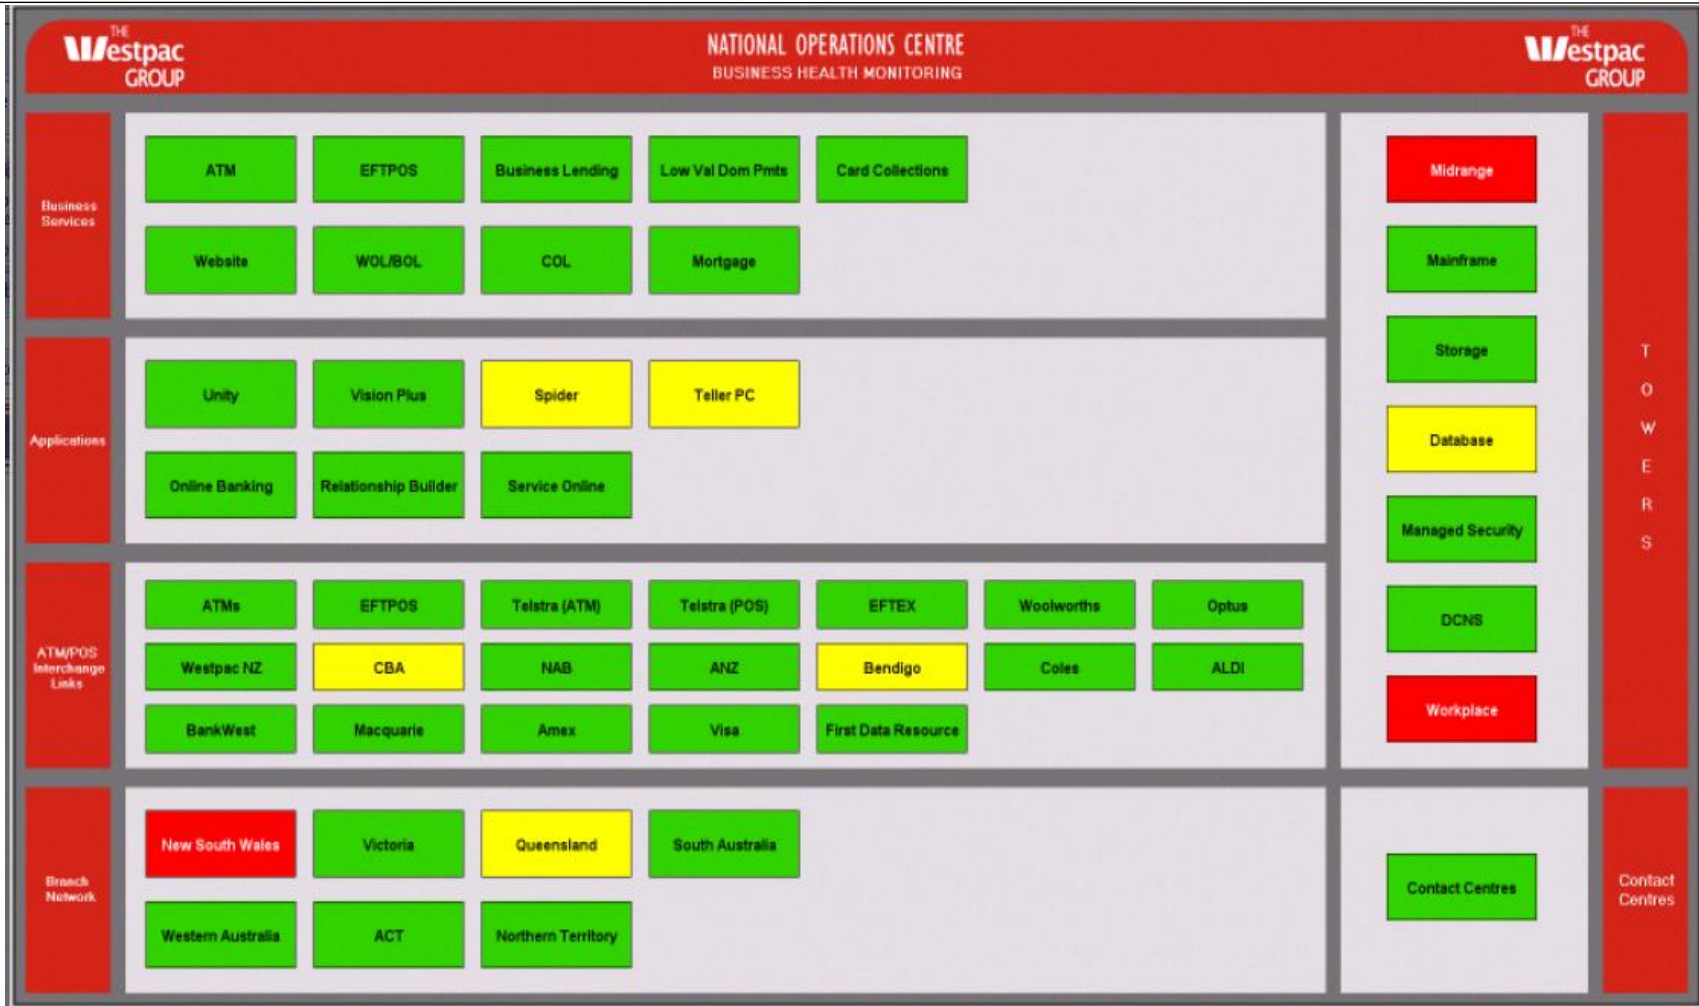 THE
Westpac
GROUP
NATIONAL OPERATIONS CENTRE
BUSINESS HEALTH MONITORING
THE
Westpac
GROUP
Business
Services
ATM
EFTPOS
Business Lending
Low Val Dom Pmts
Card Collections
Website
WOL/BOL
COL
Mortgage
Applications
Unity
Vision Plus
Spider
Teller PC
Online Banking
Relationship Builder
Service Online
ATM/POS
Interchange
Links
ATMs
EFTPOS
Telstra (ATM)
Telstra (POS)
EFTEX
Woolworths
Optus
Westpac NZ
CBA
NAB
ANZ
Bendigo
Coles
ALDI
BankWest
Macquarie
Amex
Visa
First Data Resource
Branch
Network
New South Wales
Victoria
Queensland
South Australia
Western Australia
ACT
Northern Territory
Midrange
Mainframe
Storage
Database
Managed Security
DCNS
Workplace
T
O
W
E
R
S
Contact Centres
Contact
Centres